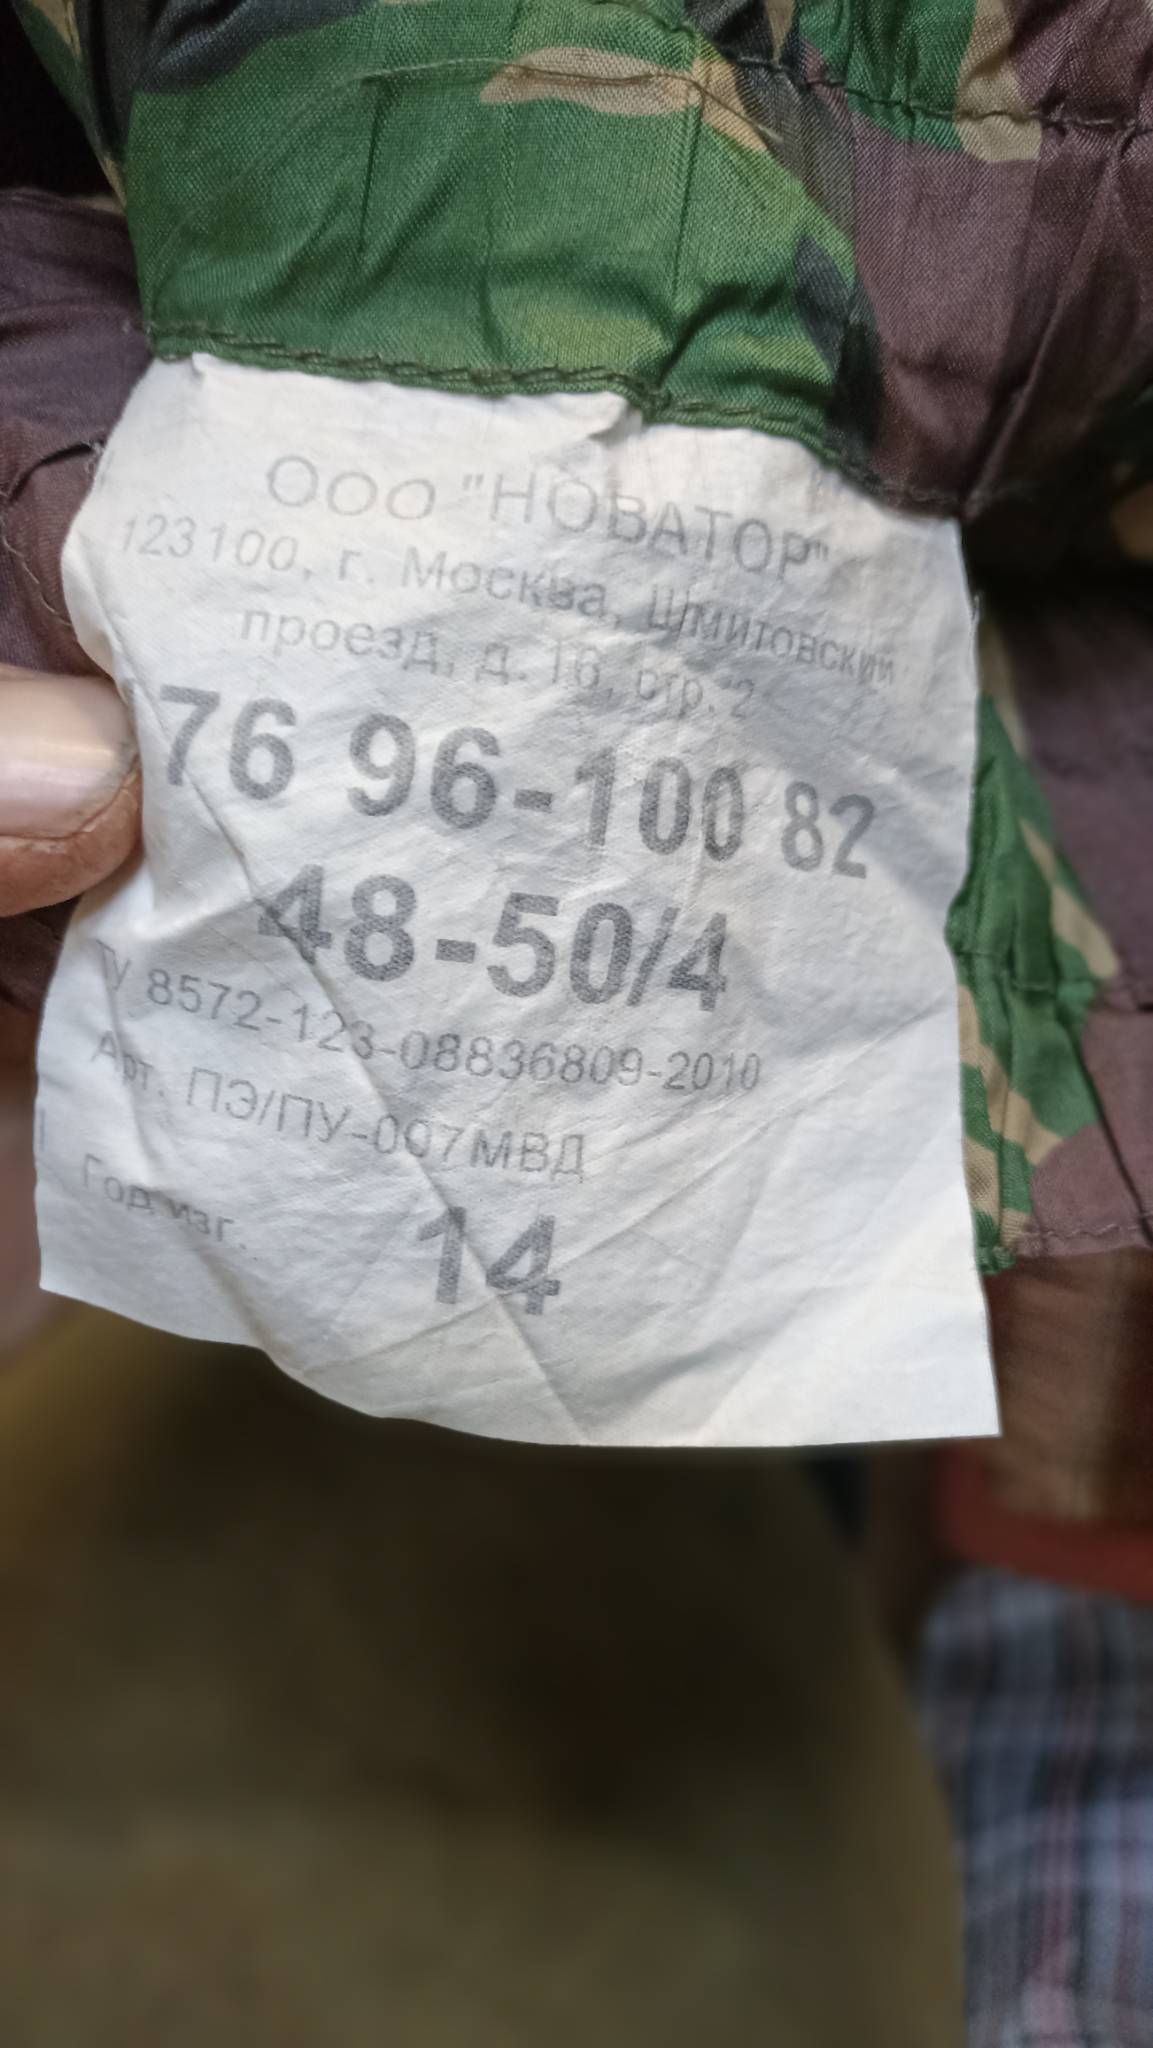 ООО "НОВАТОР"
123100, г. Москва, Шмитовский
проезд, д. 16, стр. 2
76 96-100 82
48-50/4
ТУ 8572-123-08836809-2010
Арт. ПЭ/ПУ-007МВД
Год изг. 14